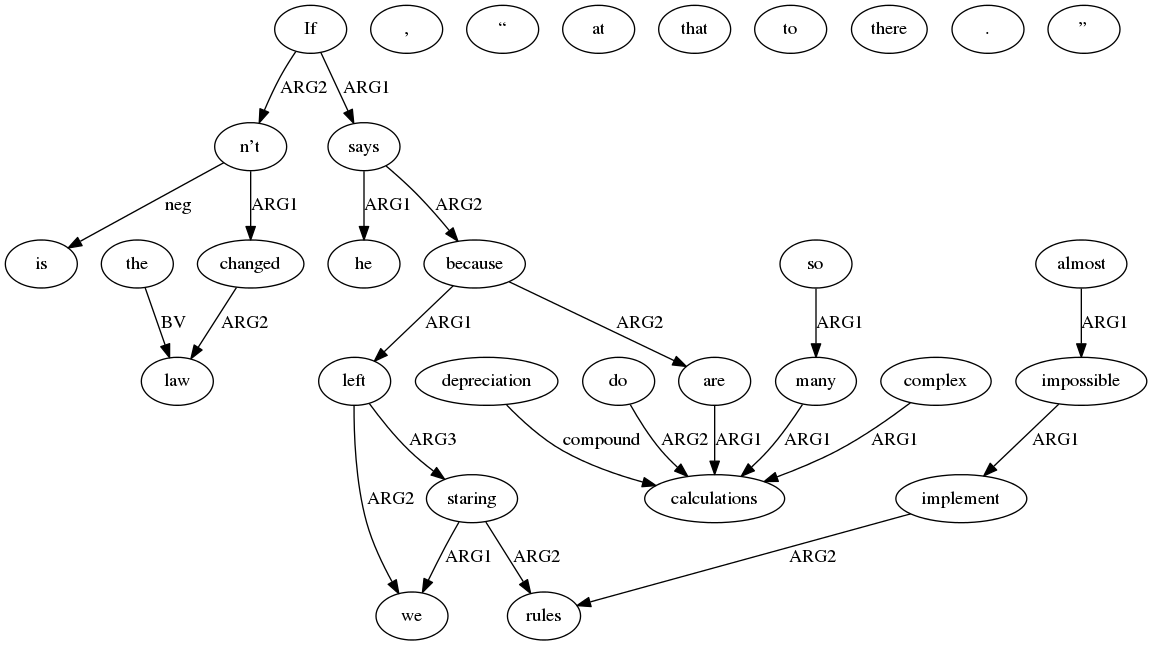 If , “ at that to there . ”
ARG2 ARG1
n’t says
neg ARG1 ARG1 ARG2
is the changed he because so almost
BV ARG2 ARG1 ARG2 ARG1 ARG1
law left depreciation do are many complex impossible
ARG3 compound ARG2 ARG1 ARG1 ARG1 ARG1
ARG2 staring calculations implement
ARG1 ARG2 ARG2
we rules